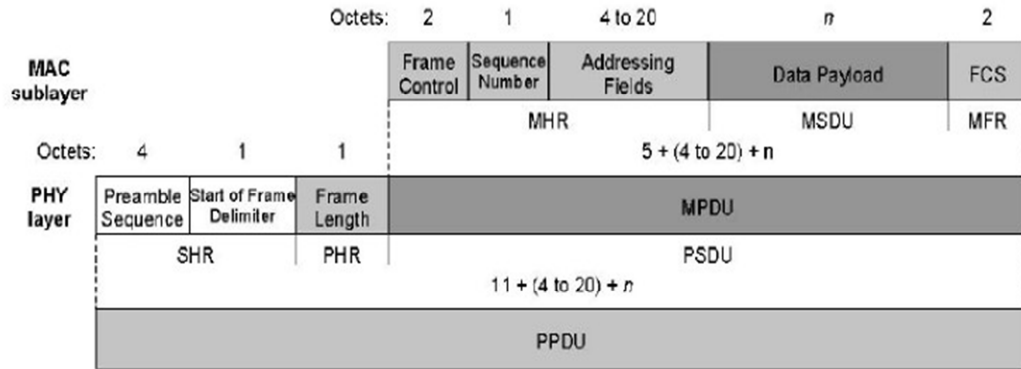 Octets: 2 1 4 to 20 n 2
MAC sublayer
Frame Control
Sequence Number
Addressing Fields
Data Payload
FCS
MHR MSDU MFR
Octets: 4 1 1 5 + (4 to 20) + n
PHY layer
Preamble Sequence
Start of Frame Delimiter
Frame Length
MPDU
SHR PHR PSDU
11 + (4 to 20) + n
PPDU